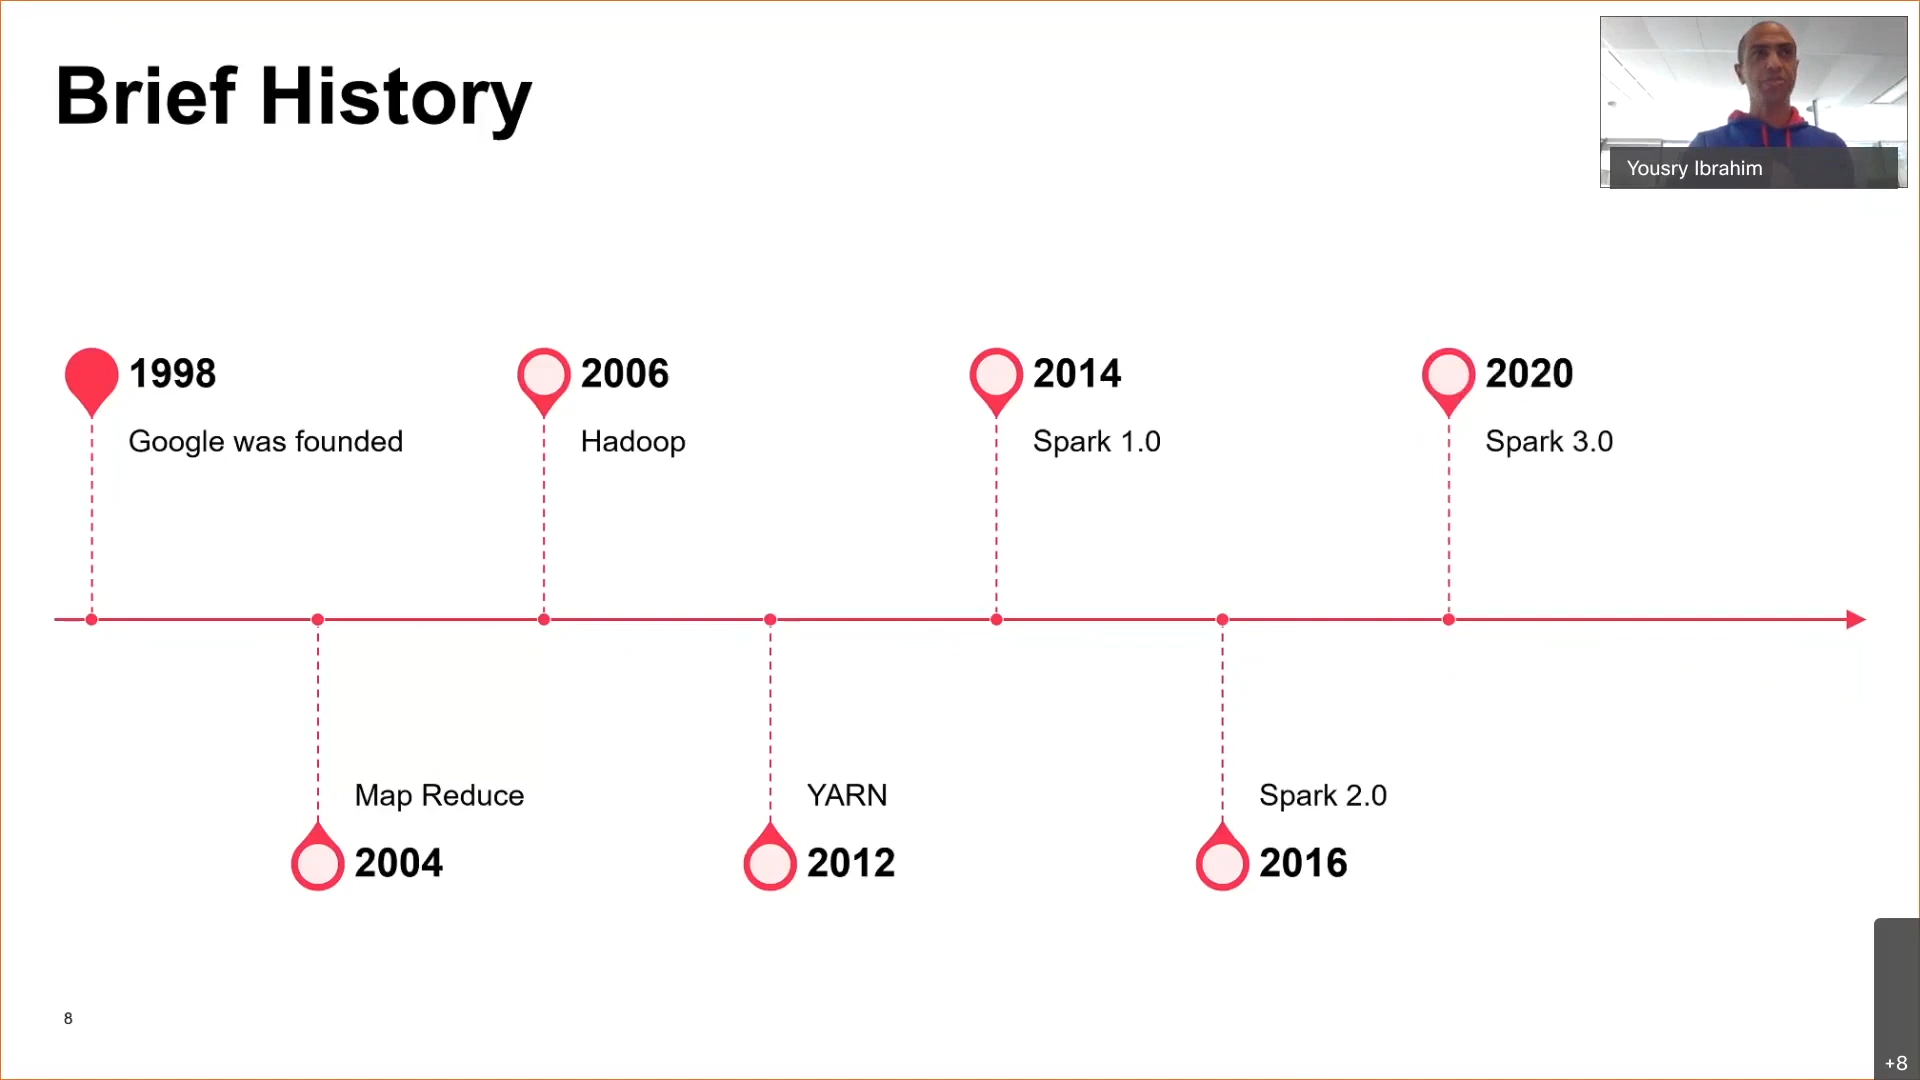 Brief History
Yousry Ibrahim
1998
Google was founded
2006
Hadoop
2014
Spark 1.0
2020
Spark 3.0
Map Reduce
2004
YARN
2012
Spark 2.0
2016
8
+8